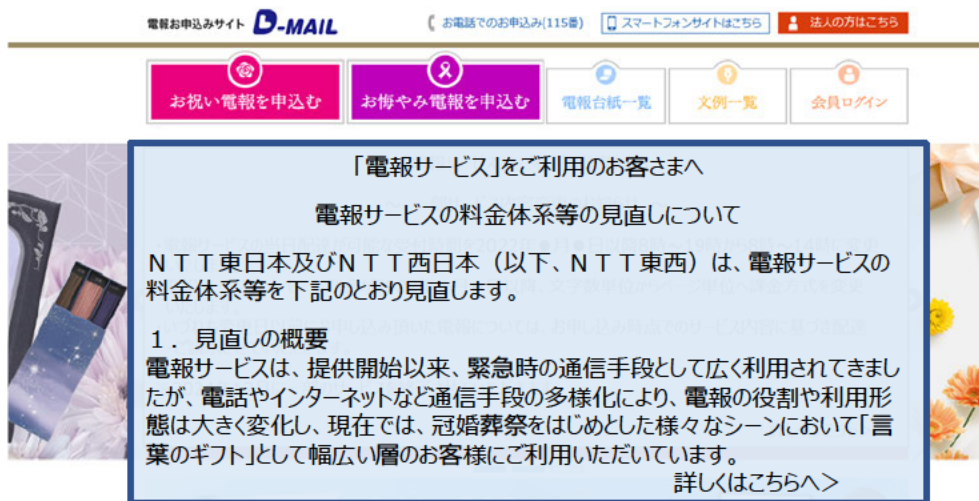 電報お申込みサイト D-MAIL
お電話でのお申込み(115番)
スマートフォンサイトはこちら
法人の方はこちら
お祝い電報を申込む
お悔やみ電報を申込む
電報台紙一覧
文例一覧
会員ログイン
「電報サービス」をご利用のお客さまへ
電報サービスの料金体系等の見直しについて
ＮＴＴ東日本及びＮＴＴ西日本（以下、ＮＴＴ東西）は、電報サービスの
料金体系等を下記のとおり見直します。
１．見直しの概要
電報サービスは、提供開始以来、緊急時の通信手段として広く利用されてきまし
たが、電話やインターネットなど通信手段の多様化により、電報の役割や利用形
態は大きく変化し、現在では、冠婚葬祭をはじめとした様々なシーンにおいて「言
葉のギフト」として幅広い層のお客様にご利用いただいています。
詳しくはこちらへ＞